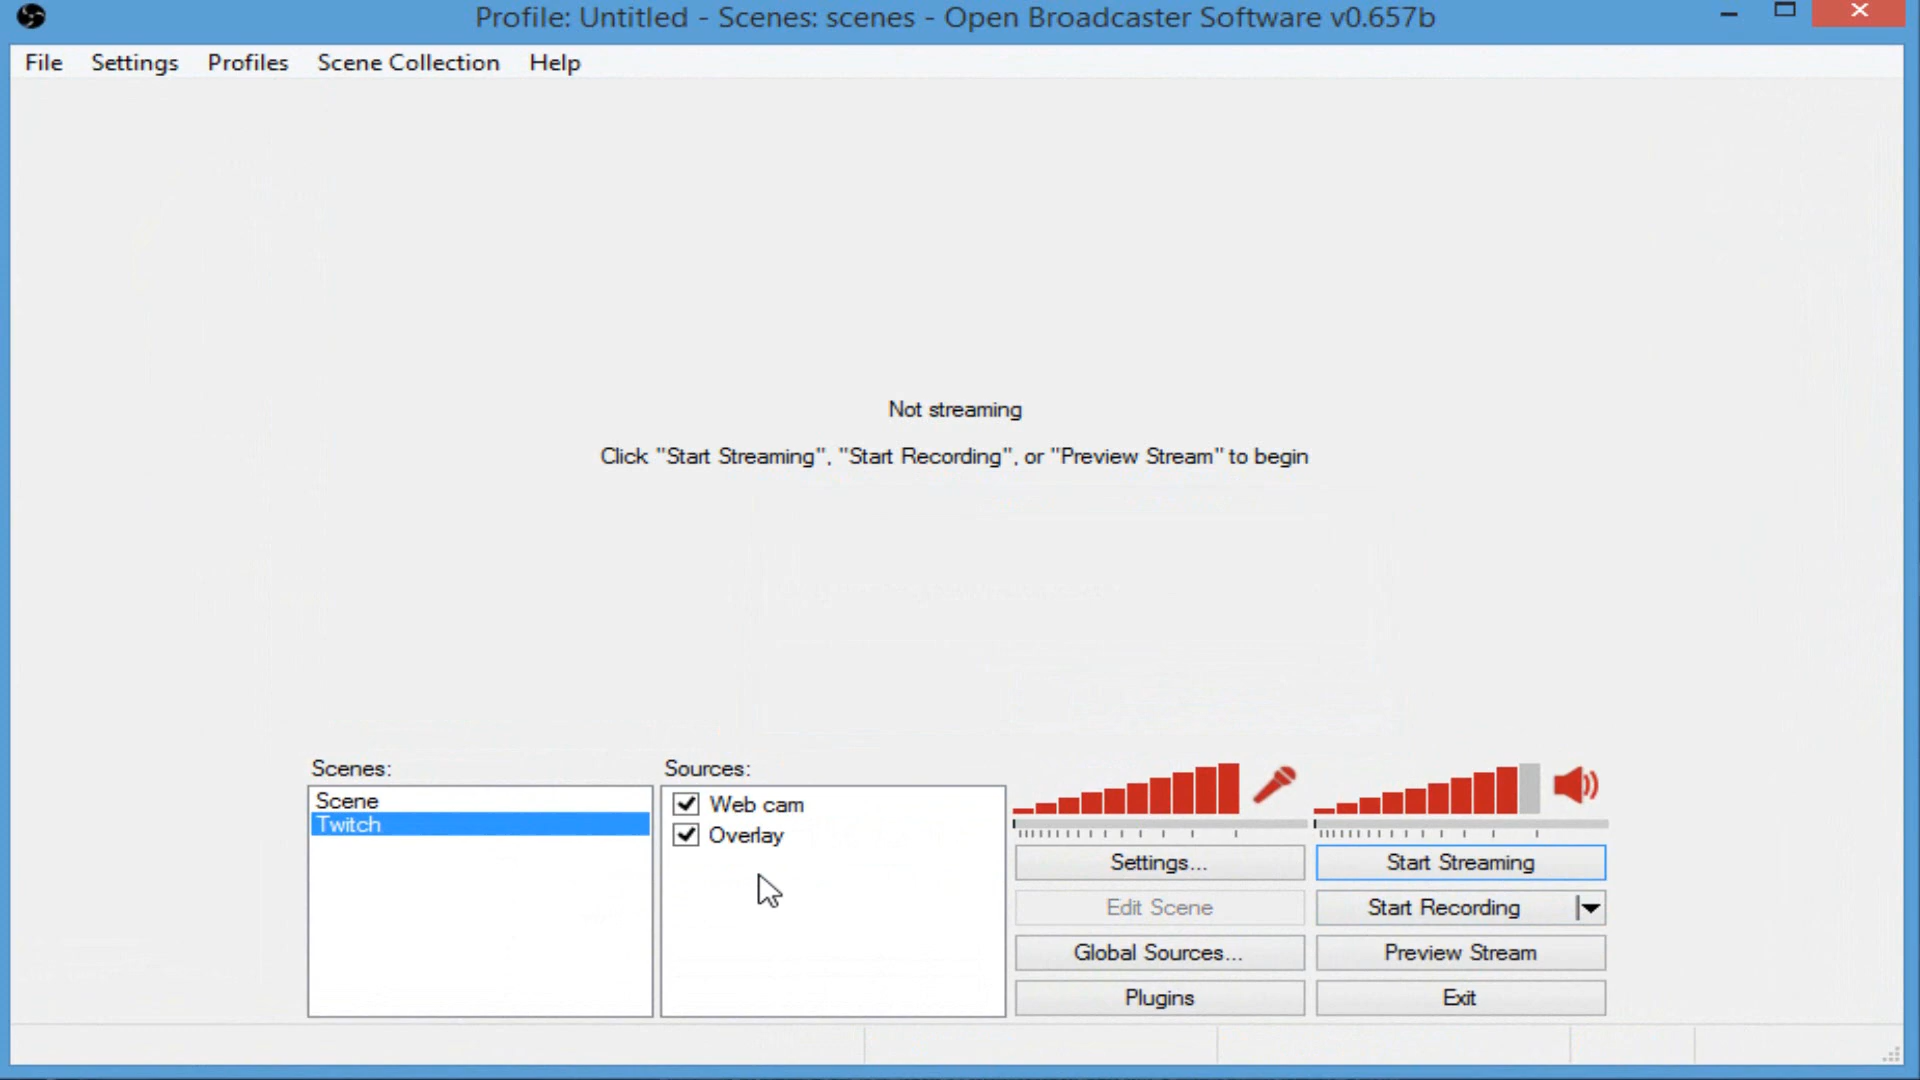 Profile: Untitled - Scenes: scenes - Open Broadcaster Software v0.657b
File Settings Profiles Scene Collection Help
Not streaming
Click "Start Streaming", "Start Recording", or "Preview Stream" to begin
Scenes:
Scene
Twitch
Sources:
Web cam
Overlay
Settings...
Start Streaming
Edit Scene
Start Recording
Global Sources...
Preview Stream
Plugins
Exit